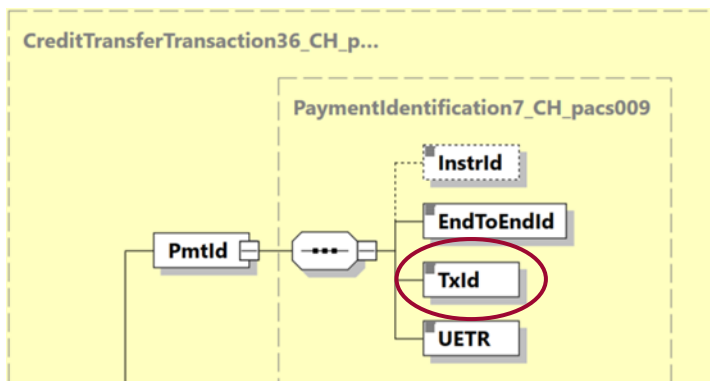 CreditTransferTransaction36_CH_p...
PaymentIdentification7_CH_pacs009
InstrId
EndToEndId
PmtId
TxId
UETR